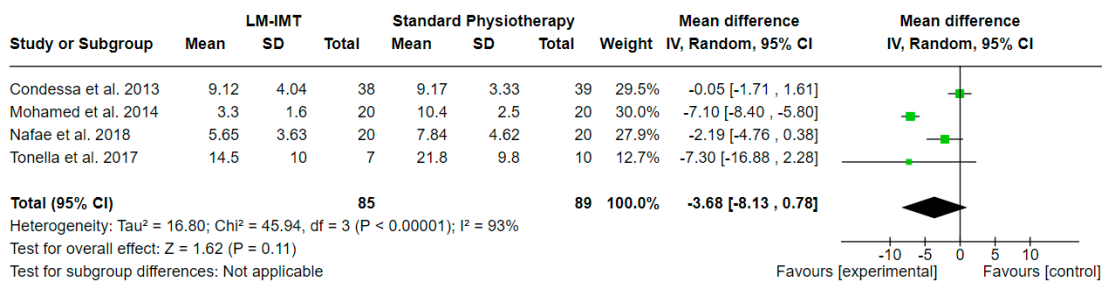 LM-IMT Standard Physiotherapy Mean difference Mean difference
Study or Subgroup Mean SD Total Mean SD Total Weight IV, Random, 95% CI IV, Random, 95% CI
Condessa et al. 2013 9.12 4.04 38 9.17 3.33 39 29.5% -0.05 [-1.71 , 1.61]
Mohamed et al. 2014 3.3 1.6 20 10.4 2.5 20 30.0% -7.10 [-8.40 , -5.80]
Nafae et al. 2018 5.65 3.63 20 7.84 4.62 20 27.9% -2.19 [-4.76 , 0.38]
Tonella et al. 2017 14.5 10 7 21.8 9.8 10 12.7% -7.30 [-16.88 , 2.28]
Total (95% CI) 85 89 100.0% -3.68 [-8.13 , 0.78]
Heterogeneity: Tau² = 16.80; Chi² = 45.94, df = 3 (P < 0.00001); I² = 93%
Test for overall effect: Z = 1.62 (P = 0.11)
Test for subgroup differences: Not applicable
-10 -5 0 5 10
Favours [experimental] Favours [control]